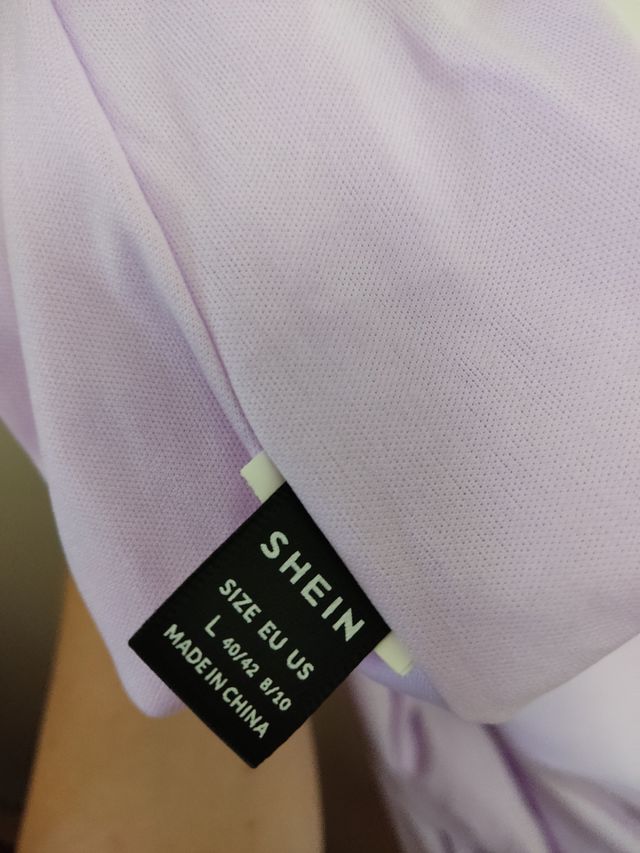 SHEIN
SIZE EU US
L 40/42 8/10
MADE IN CHINA